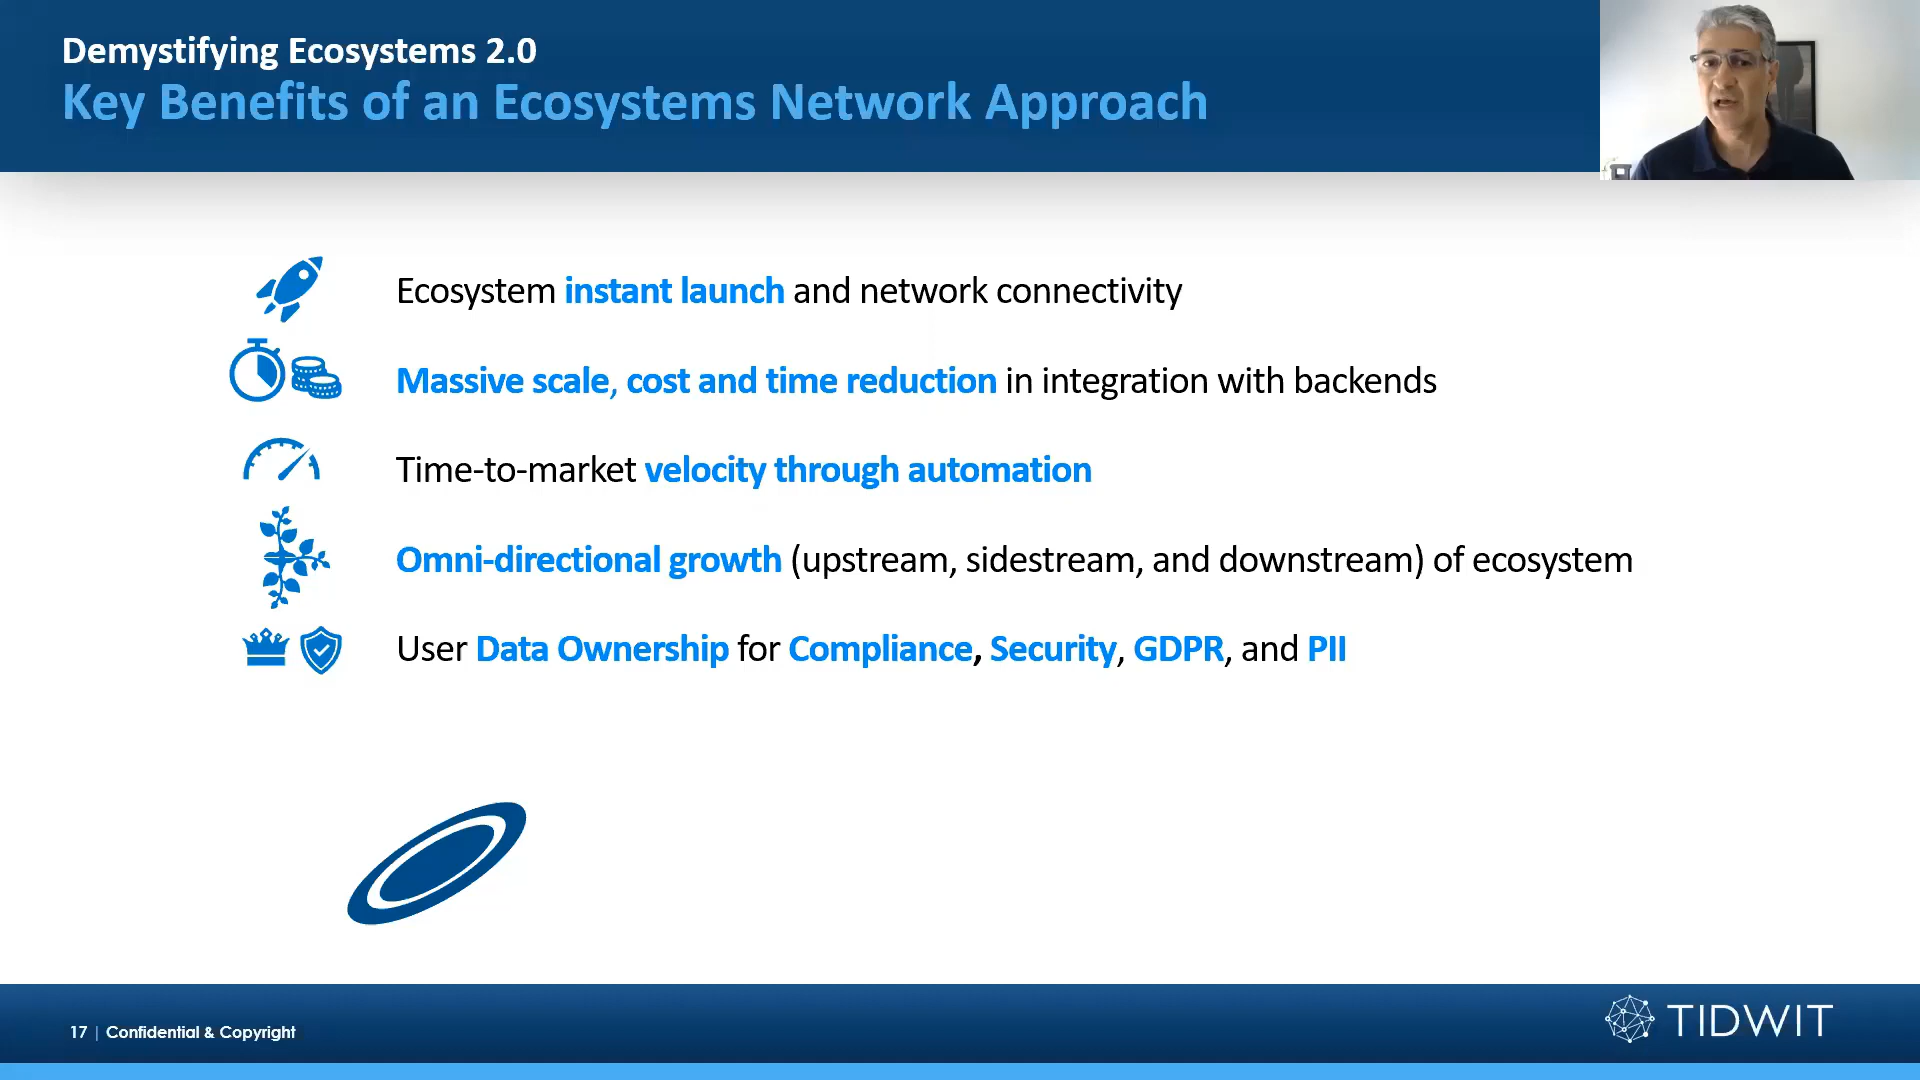 Demystifying Ecosystems 2.0
Key Benefits of an Ecosystems Network Approach
Ecosystem instant launch and network connectivity
Massive scale, cost and time reduction in integration with backends
Time-to-market velocity through automation
Omni-directional growth (upstream, sidestream, and downstream) of ecosystem
User Data Ownership for Compliance, Security, GDPR, and PII
17 | Confidential & Copyright
TIDWIT